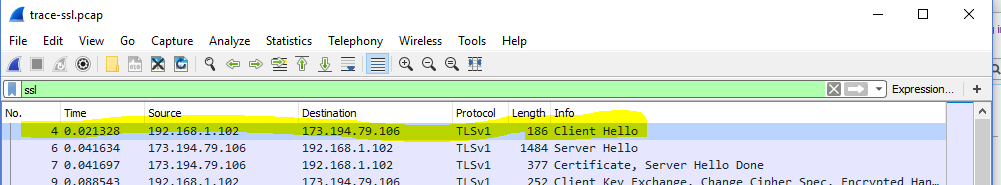 trace-ssl.pcap
File Edit View Go Capture Analyze Statistics Telephony Wireless Tools Help
ssl Expression... +
No. Time Source Destination Protocol Length Info
4 0.021328 192.168.1.102 173.194.79.106 TLSv1 186 Client Hello
6 0.041634 173.194.79.106 192.168.1.102 TLSv1 1484 Server Hello
7 0.041697 173.194.79.106 192.168.1.102 TLSv1 377 Certificate, Server Hello Done
9 0.088543 192.168.1.102 173.194.79.106 TLSv1 252 Client Key Exchange, Change Cipher Spec, Encrypted Han…